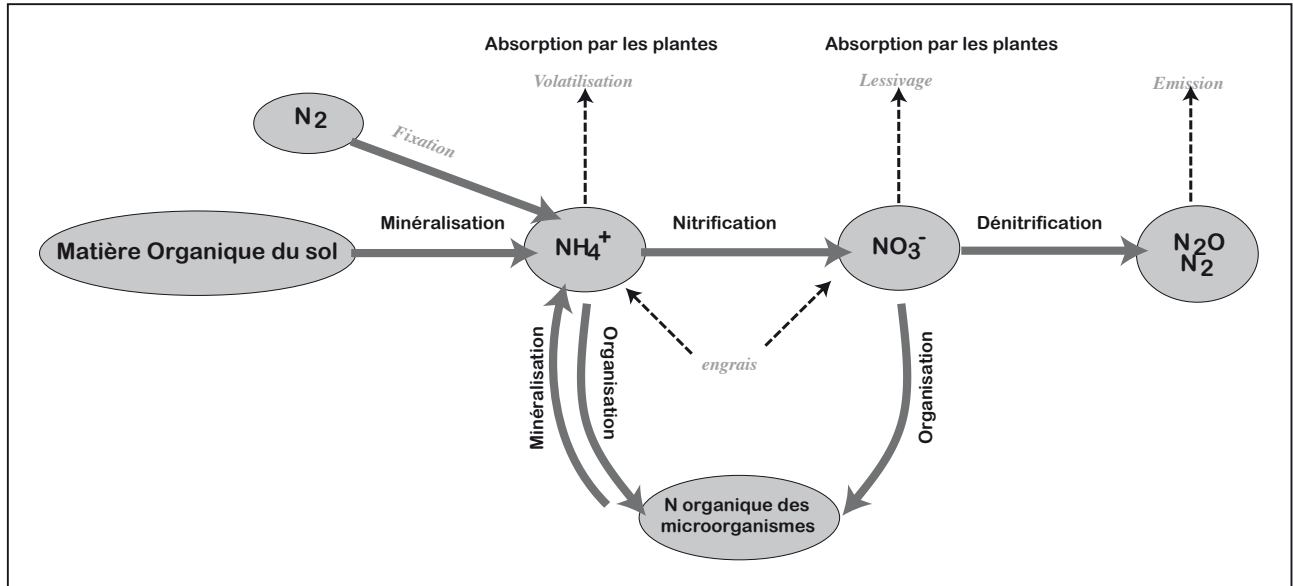 Absorption par les plantes
Absorption par les plantes
Volatilisation
Lessivage
Emission
N2
Fixation
Minéralisation
Nitrification
Dénitrification
Matière Organique du sol
NH4+
NO3-
N2O
N2
engrais
Minéralisation
Organisation
Organisation
N organique des
microorganismes